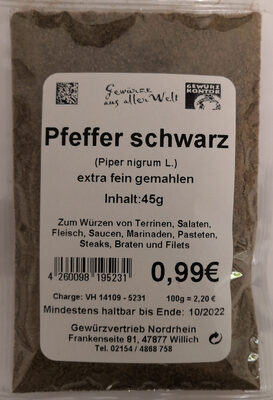 Gewürze
aus aller Welt
GEWÜRZ
KONTOR
Pfeffer schwarz
(Piper nigrum L.)
extra fein gemahlen
Inhalt:45g
Zum Würzen von Terrinen, Salaten,
Fleisch, Saucen, Marinaden, Pasteten,
Steaks, Braten und Filets
4 260098 195231
0,99€
Charge: VH 14109 - 5231 100g = 2,20 €
Mindestens haltbar bis Ende: 10/2022
Gewürzvertrieb Nordrhein
Frankenseite 91, 47877 Willich
Tel. 02154 / 4868 758